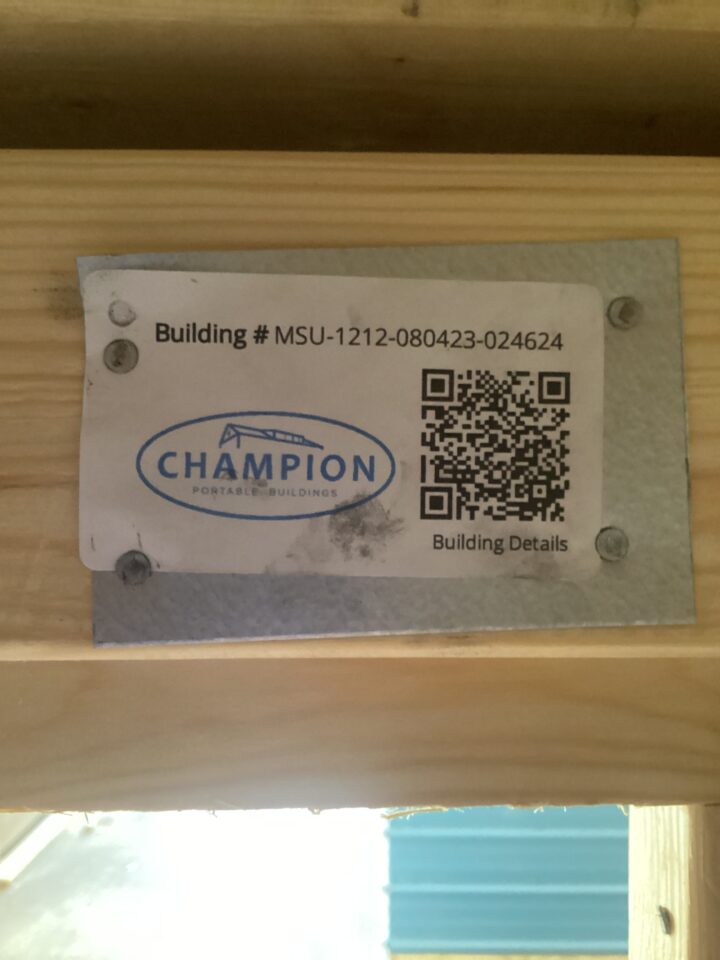 Building # MSU-1212-080423-024624
CHAMPION
PORTABLE BUILDINGS
Building Details